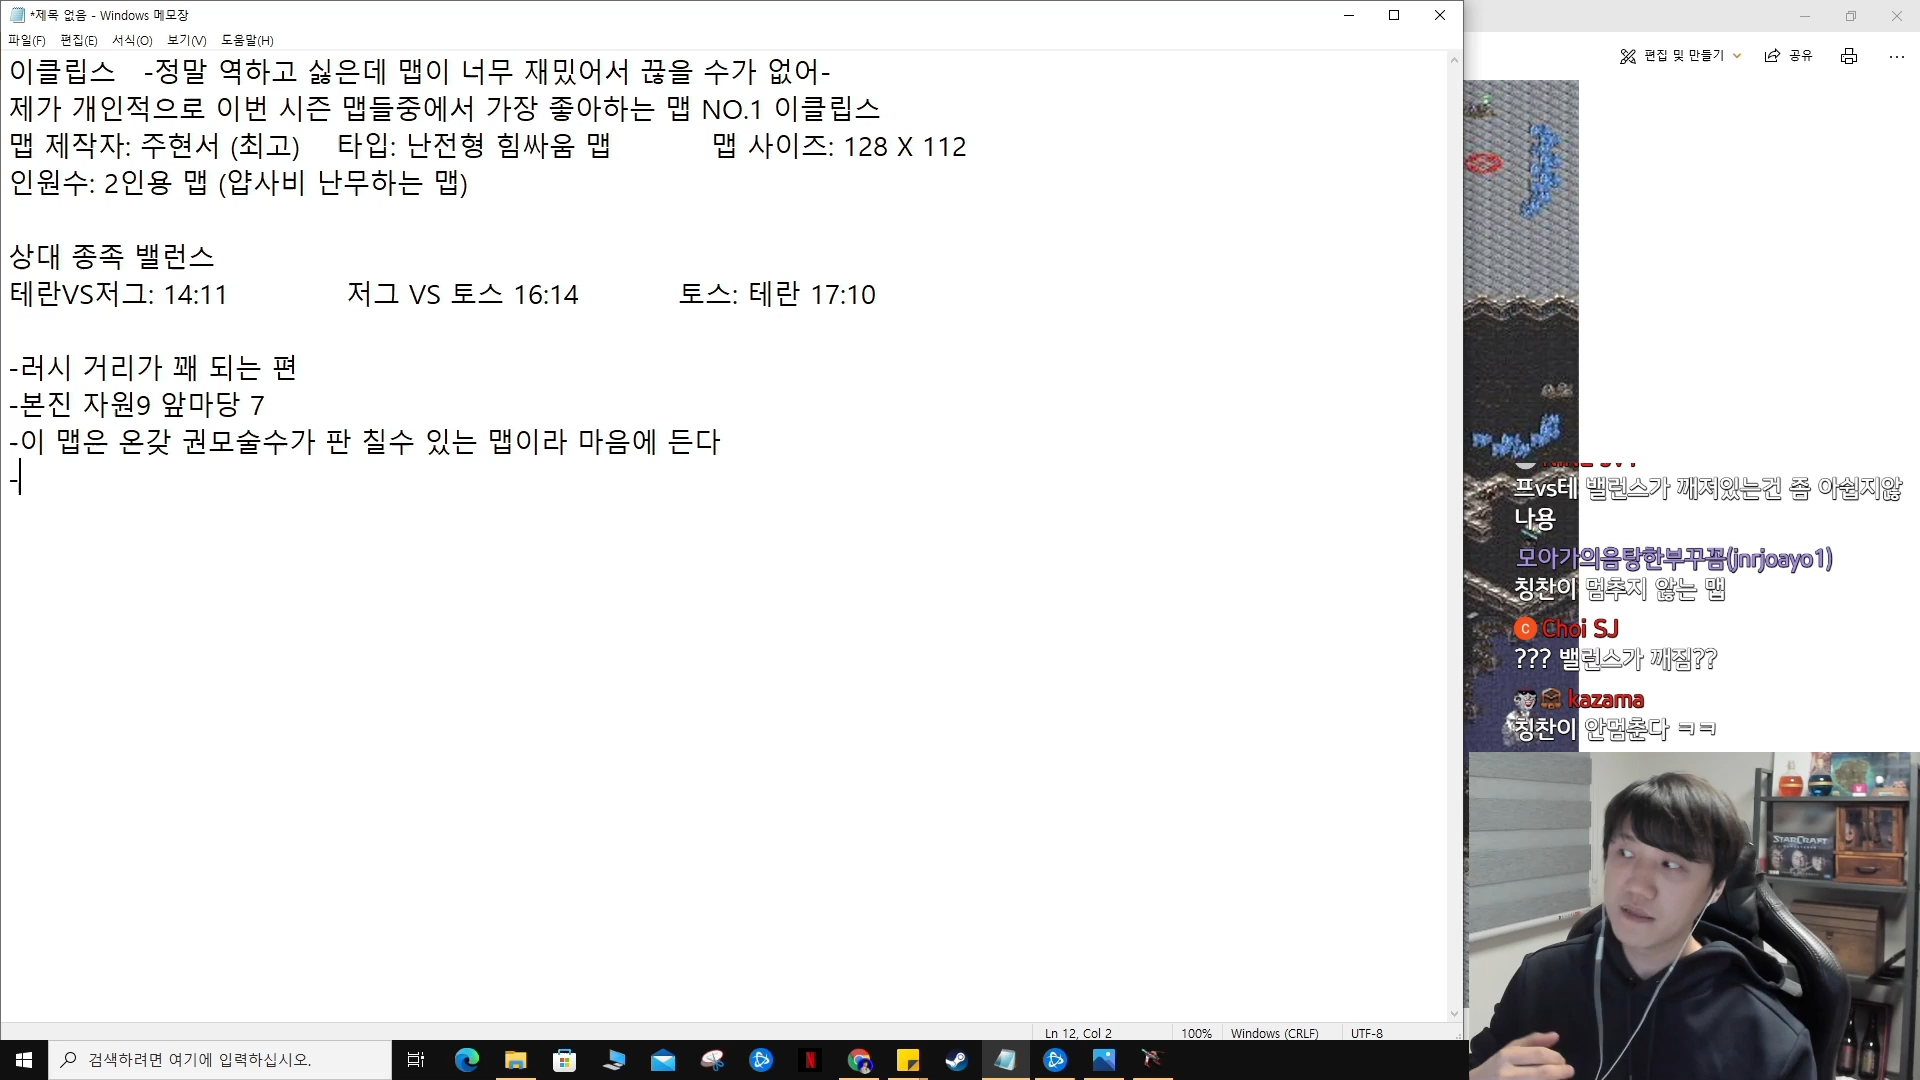 *제목 없음 - Windows 메모장
파일(F) 편집(E) 서식(O) 보기(V) 도움말(H)
이클립스 -정말 역하고 싫은데 맵이 너무 재밌어서 끊을 수가 없어-
제가 개인적으로 이번 시즌 맵들중에서 가장 좋아하는 맵 NO.1 이클립스
맵 제작자: 주현서 (최고) 타입: 난전형 힘싸움 맵 맵 사이즈: 128 X 112
인원수: 2인용 맵 (얍사비 난무하는 맵)
상대 종족 밸런스
테란VS저그: 14:11 저그 VS 토스 16:14 토스: 테란 17:10
-러시 거리가 꽤 되는 편
-본진 자원9 앞마당 7
-이 맵은 온갖 권모술수가 판 칠수 있는 맵이라 마음에 든다
-
Ln 12, Col 2 100% Windows (CRLF) UTF-8
검색하려면 여기에 입력하십시오.
편집 및 만들기 공유
프vs테 밸런스가 깨져있는건 좀 아쉽지않
나용
모아가의음탕한부꾸꼼(jnrjoayo1)
칭찬이 멈추지 않는 맵
C Choi SJ
??? 밸런스가 깨짐??
kazama
칭찬이 안멈춘다 ㅋㅋ
STARCRAFT